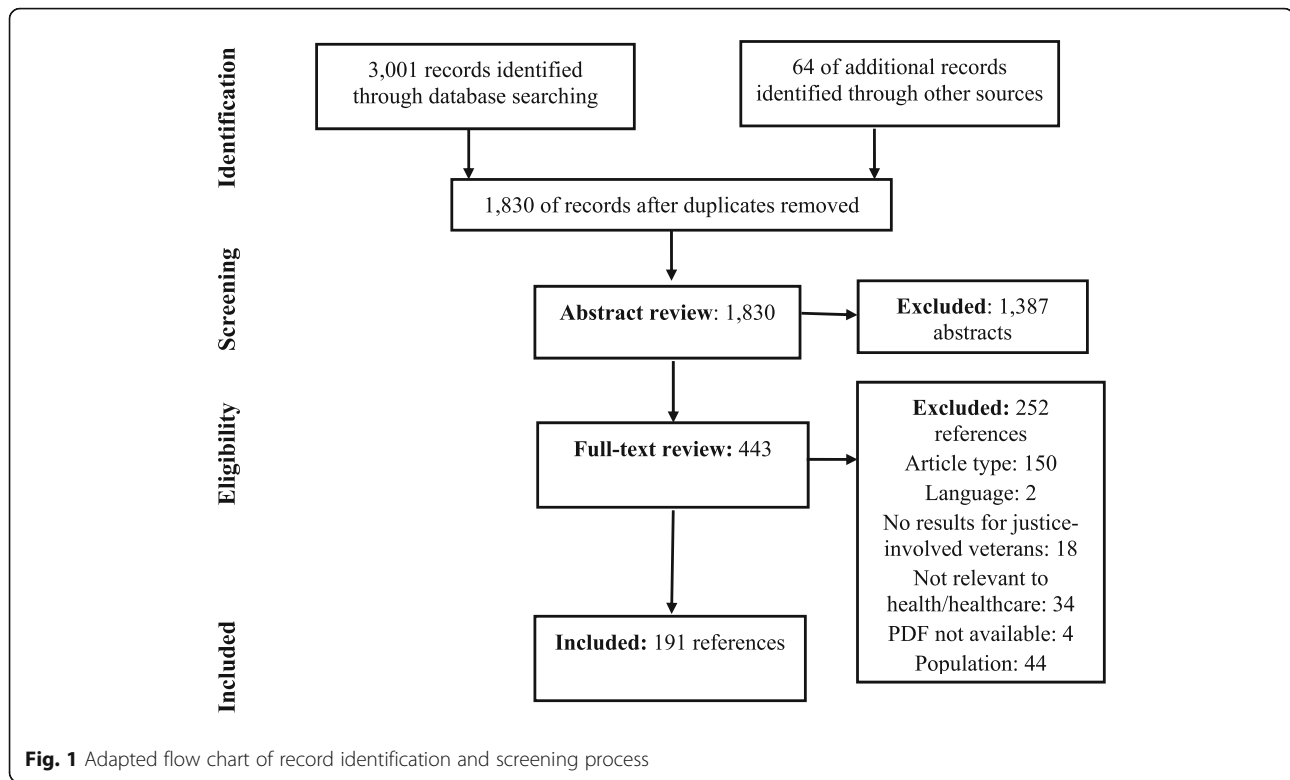 Identification
3,001 records identified
through database searching
64 of additional records
identified through other sources
1,830 of records after duplicates removed
Screening
Abstract review: 1,830
Excluded: 1,387
abstracts
Eligibility
Full-text review: 443
Excluded: 252
references
Article type: 150
Language: 2
No results for justice-
involved veterans: 18
Not relevant to
health/healthcare: 34
PDF not available: 4
Population: 44
Included
Included: 191 references
Fig. 1 Adapted flow chart of record identification and screening process